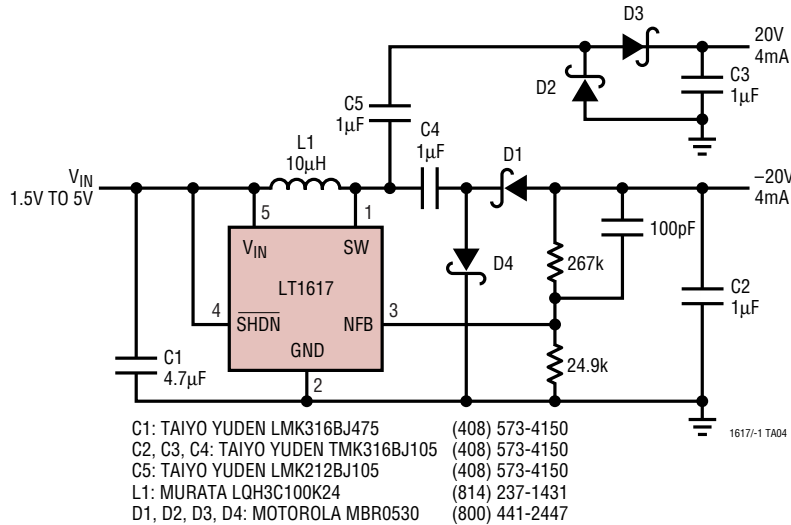 D3
20V
4mA
D2
C3
1µF
C5
1µF
C4
1µF
L1
10µH
D1
VIN
1.5V TO 5V
–20V
4mA
5
1
VIN
SW
100pF
D4
267k
LT1617
C2
1µF
4
SHDN
NFB
3
GND
24.9k
C1
4.7µF
2
C1: TAIYO YUDEN LMK316BJ475 (408) 573-4150
C2, C3, C4: TAIYO YUDEN TMK316BJ105 (408) 573-4150
C5: TAIYO YUDEN LMK212BJ105 (408) 573-4150
L1: MURATA LQH3C100K24 (814) 237-1431
D1, D2, D3, D4: MOTOROLA MBR0530 (800) 441-2447
1617/-1 TA04